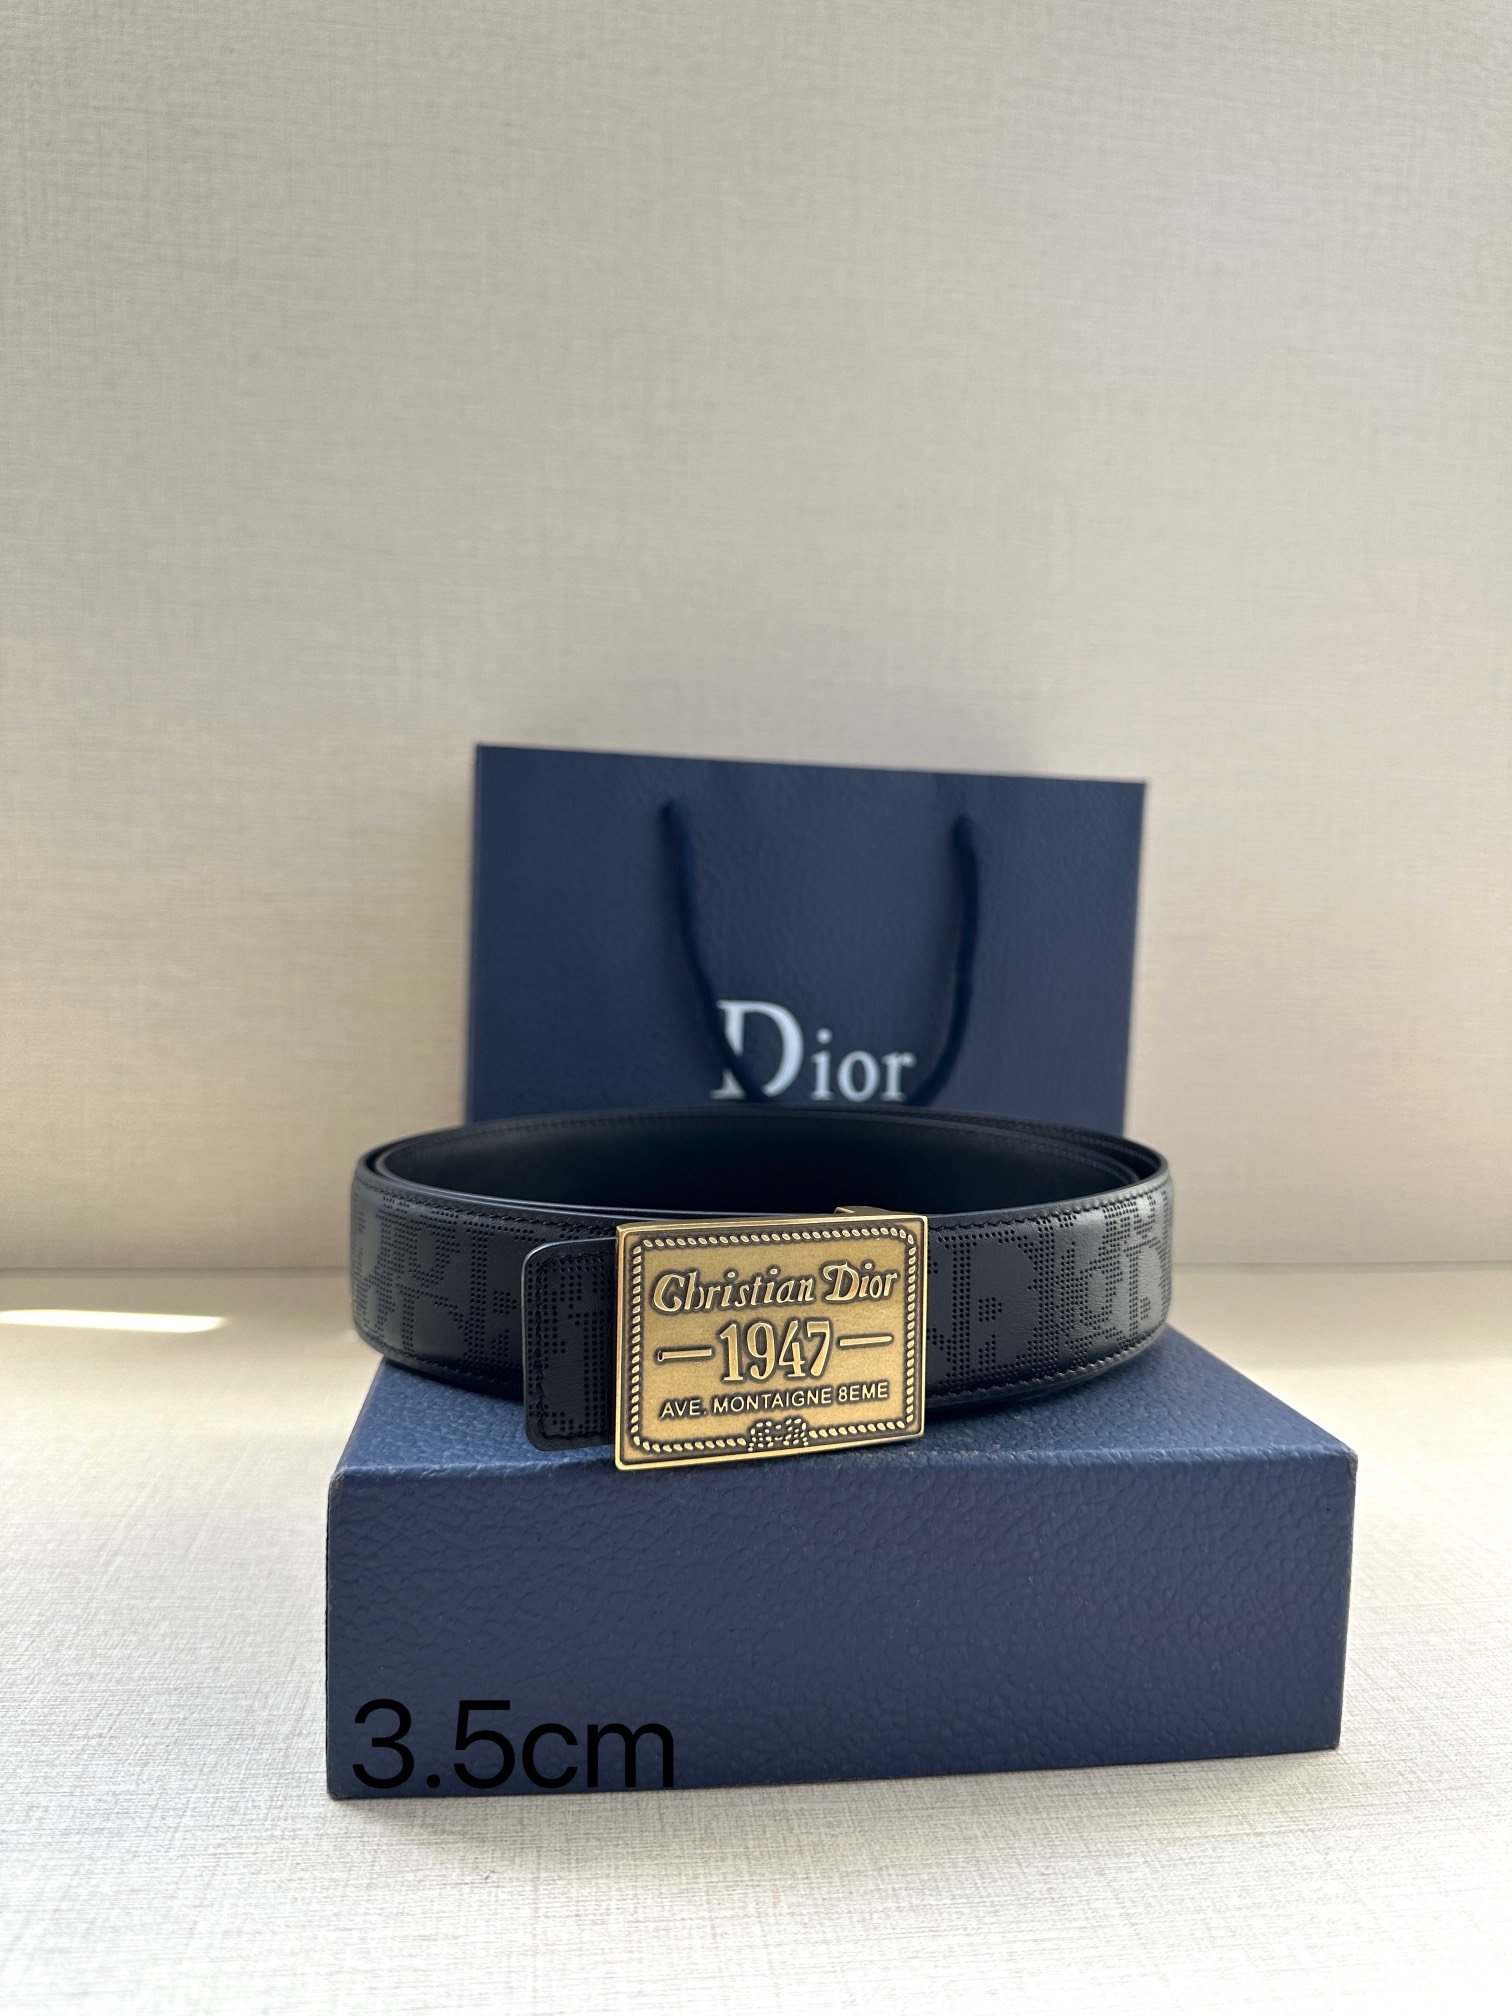 Dior
Christian Dior
1947
AVE. MONTAIGNE 8EME
3.5cm